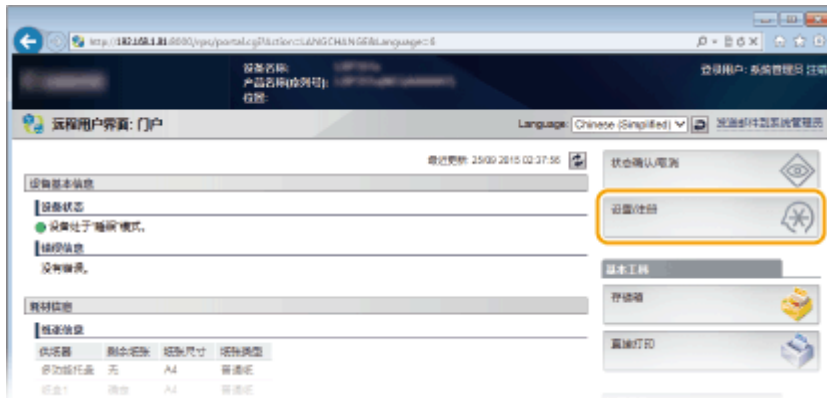 http://192.168.1.81:8000/rps/portal.cgi?Action=LANGCHANGE&Language=6
设备名称:
产品名称(序列号):
位置:
登录用户: 系统管理员 注销
远程用户界面: 门户
Language: Chinese (Simplified)
发送邮件到系统管理员
最近更新: 25/09 2015 02:37:56
设备基本信息
设备状态
设备处于“睡眠”模式。
错误信息
没有错误。
耗材信息
纸张信息
供纸器 剩余纸张 纸张尺寸 纸张类型
多功能托盘 无 A4 普通纸
纸盒1 A4 普通纸
状态确认/取消
设置/注册
基本工具
存储箱
直接打印